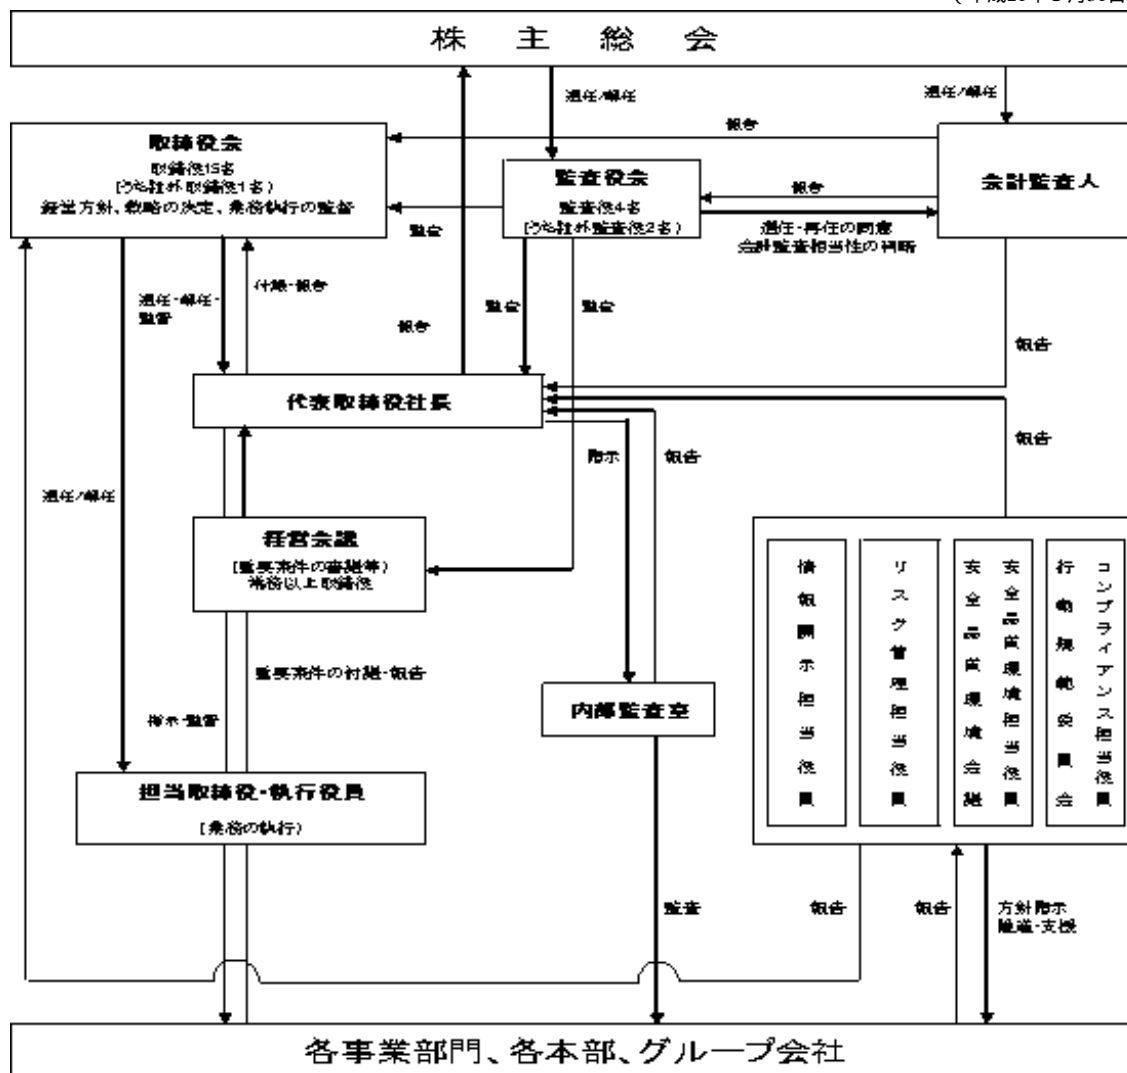 株主総会
選任/解任
選任/解任
取締役会
取締役15名
(うち社外取締役1名)
経営方針、戦略の決定、業務執行の監督
報告
監査役会
監査役4名
(うち社外監査役2名)
報告
会計監査人
監査
選任・再任の同意
会計監査相当性の判断
選任・解任・
監督
付議・報告
報告
監査
監査
報告
代表取締役社長
指示
報告
報告
選任/解任
経営会議
(重要案件の審議等)
常務以上取締役
情報開示担当役員
リスク管理担当役員
安全品質環境担当役員
安全品質環境会議
コンプライアンス担当役員
行動規範委員会
重要案件の付議・報告
指示・監督
内部監査室
担当取締役・執行役員
(業務の執行)
監査
報告
報告
方針指示
推進・支援
各事業部門、各本部、グループ会社